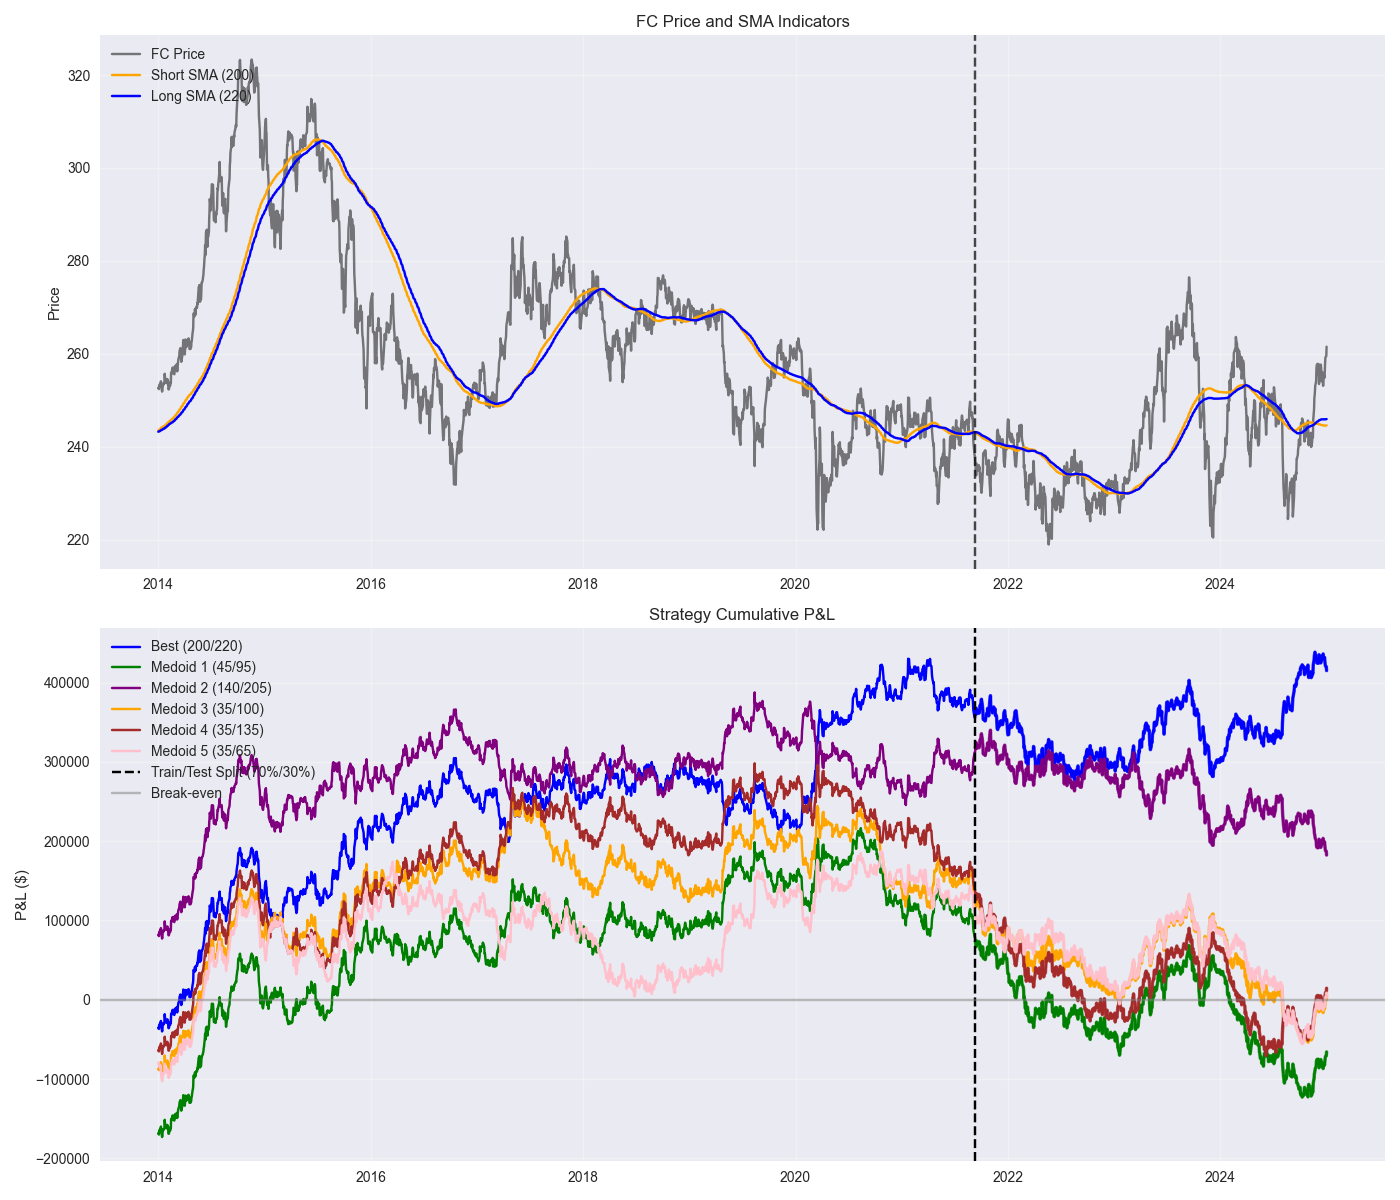 FC Price and SMA Indicators
FC Price
Short SMA (200)
Long SMA (220)
320
300
280
260
240
220
Price
2014
2016
2018
2020
2022
2024
Strategy Cumulative P&L
Best (200/220)
Medoid 1 (45/95)
Medoid 2 (140/205)
Medoid 3 (35/100)
Medoid 4 (35/135)
Medoid 5 (35/65)
Train/Test Split (70%/30%)
Break-even
400000
300000
200000
100000
0
−100000
−200000
P&L ($)
2014
2016
2018
2020
2022
2024